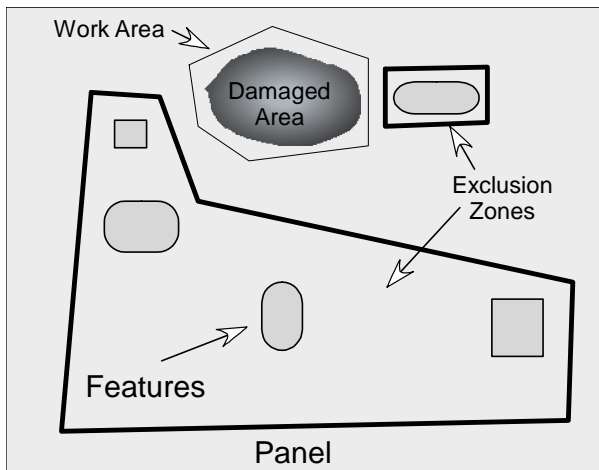 Work Area
Damaged
Area
Exclusion
Zones
Features
Panel